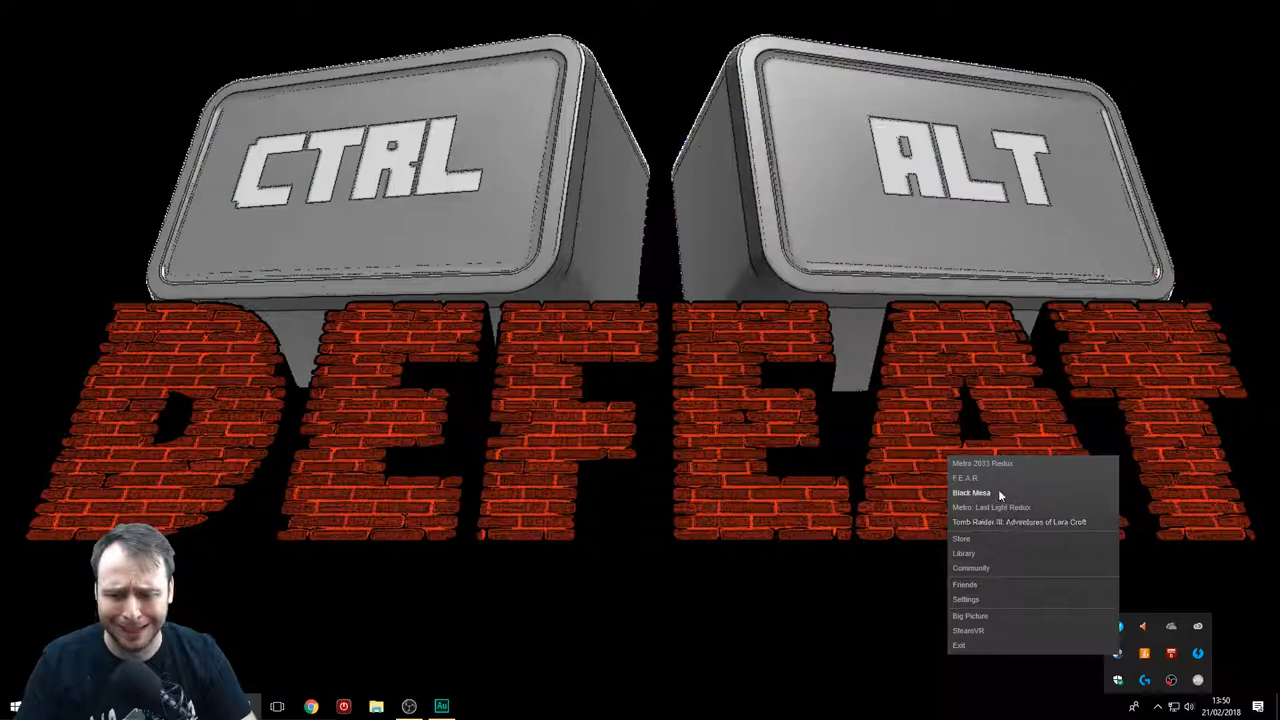 CTRL ALT
DEFEAT
Metro 2033 Redux
F.E.A.R.
Black Mesa
Metro: Last Light Redux
Tomb Raider III: Adventures of Lara Croft
Store
Library
Community
Friends
Settings
Big Picture
SteamVR
Exit
Au
13:50
21/02/2018